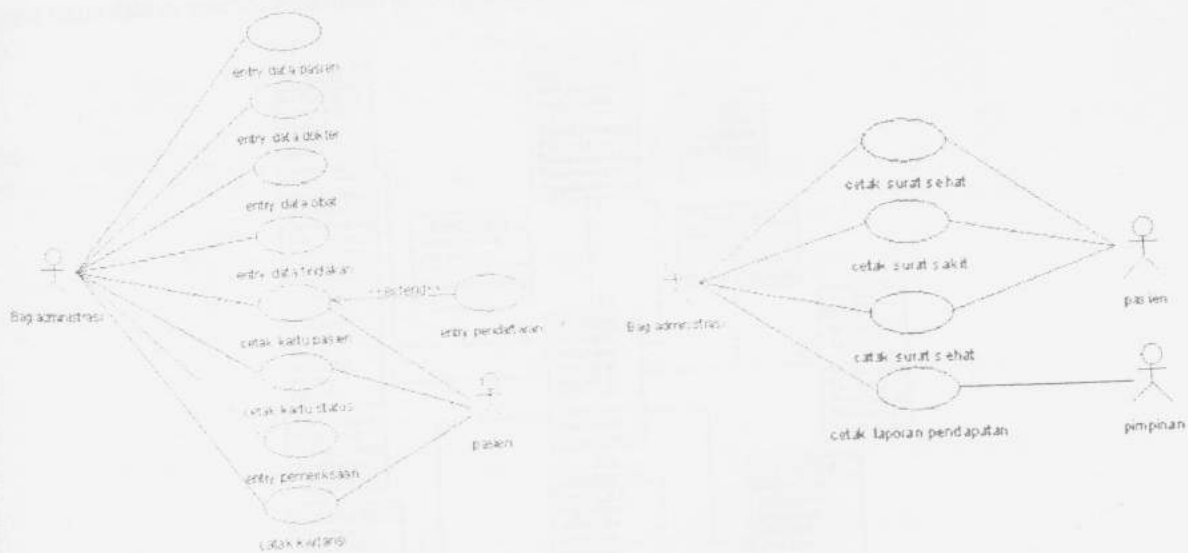 entry data pasien
entry data dokter
entry data obat
entry data tindakan
Bag administrasi
<<extend>>
cetak kartu pasien
entry pendaftaran
cetak kartu status
pasien
entry pemeriksaan
cetak kwitansi
cetak surat sehat
cetak surat sakit
Bag administrasi
pasien
catak surat sehat
cetak laporan pendapatan
pimpinan